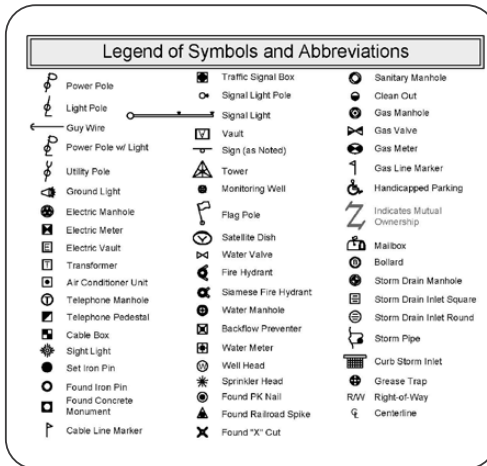 Legend of Symbols and Abbreviations
Power Pole
Light Pole
Guy Wire
Power Pole w/ Light
Utility Pole
Ground Light
Electric Manhole
Electric Meter
E
Electric Vault
T
Transformer
Air Conditioner Unit
T
Telephone Manhole
Telephone Pedestal
Cable Box
Sight Light
Set Iron Pin
Found Iron Pin
Found Concrete
Monument
Cable Line Marker
Traffic Signal Box
Signal Light Pole
Signal Light
V
Vault
Sign (as Noted)
Tower
Monitoring Well
Flag Pole
Satellite Dish
Water Valve
Fire Hydrant
Siamese Fire Hydrant
Water Manhole
Backflow Preventer
Water Meter
W
Well Head
Sprinkler Head
Found PK Nail
Found Railroad Spike
Found "X" Cut
Sanitary Manhole
Clean Out
Gas Manhole
Gas Valve
Gas Meter
Gas Line Marker
Handicapped Parking
Indicates Mutual
Ownership
Mailbox
B
Bollard
Storm Drain Manhole
Storm Drain Inlet Square
Storm Drain Inlet Round
Storm Pipe
Curb Storm Inlet
Grease Trap
R/W Right-of-Way
℄ Centerline